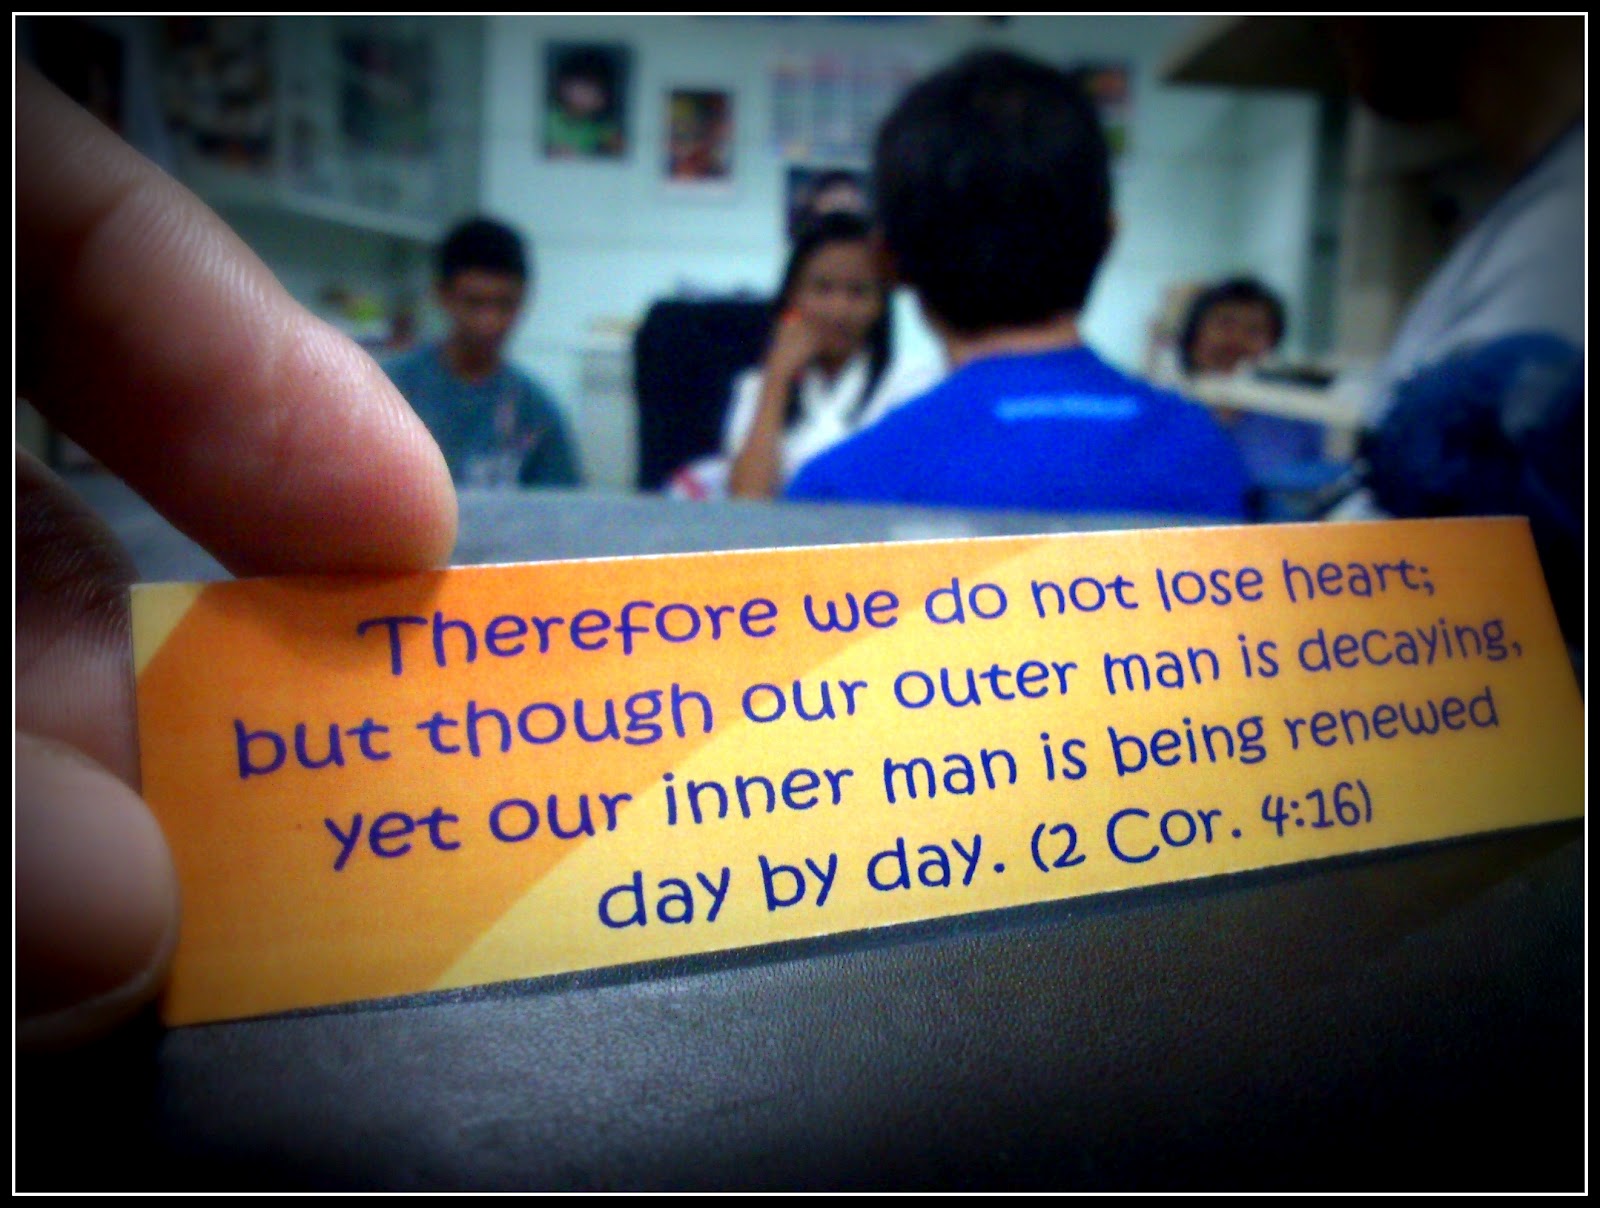 Therefore we do not lose heart;
but though our outer man is decaying,
yet our inner man is being renewed
day by day. (2 Cor. 4:16)